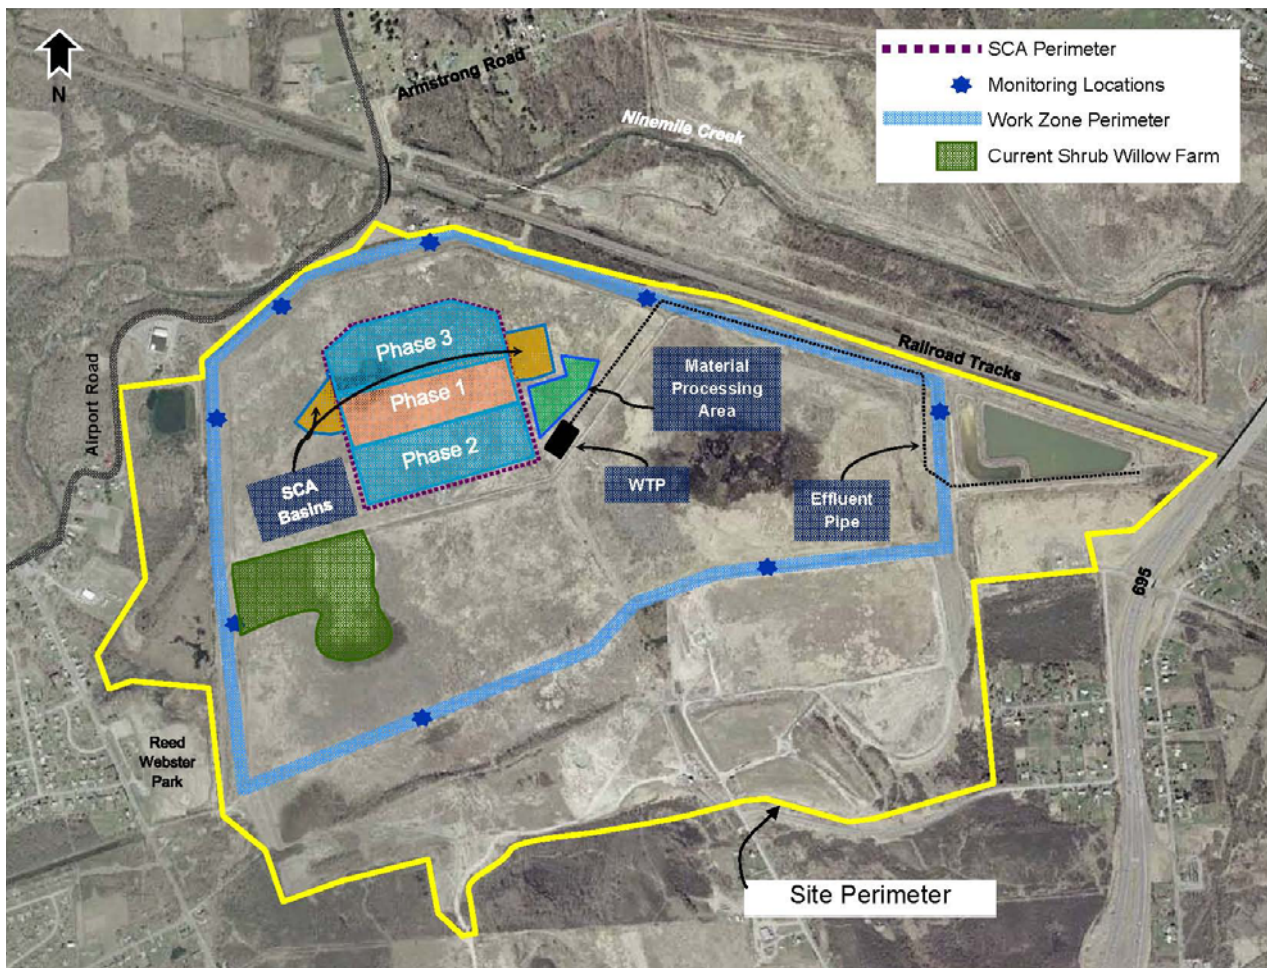 N
Armstrong Road
Ninemile Creek
SCA Perimeter
Monitoring Locations
Work Zone Perimeter
Current Shrub Willow Farm
Airport Road
Railroad Tracks
Phase 3
Phase 1
Phase 2
Material
Processing
Area
SCA
Basins
WTP
Effluent
Pipe
695
Reed
Webster
Park
Site Perimeter